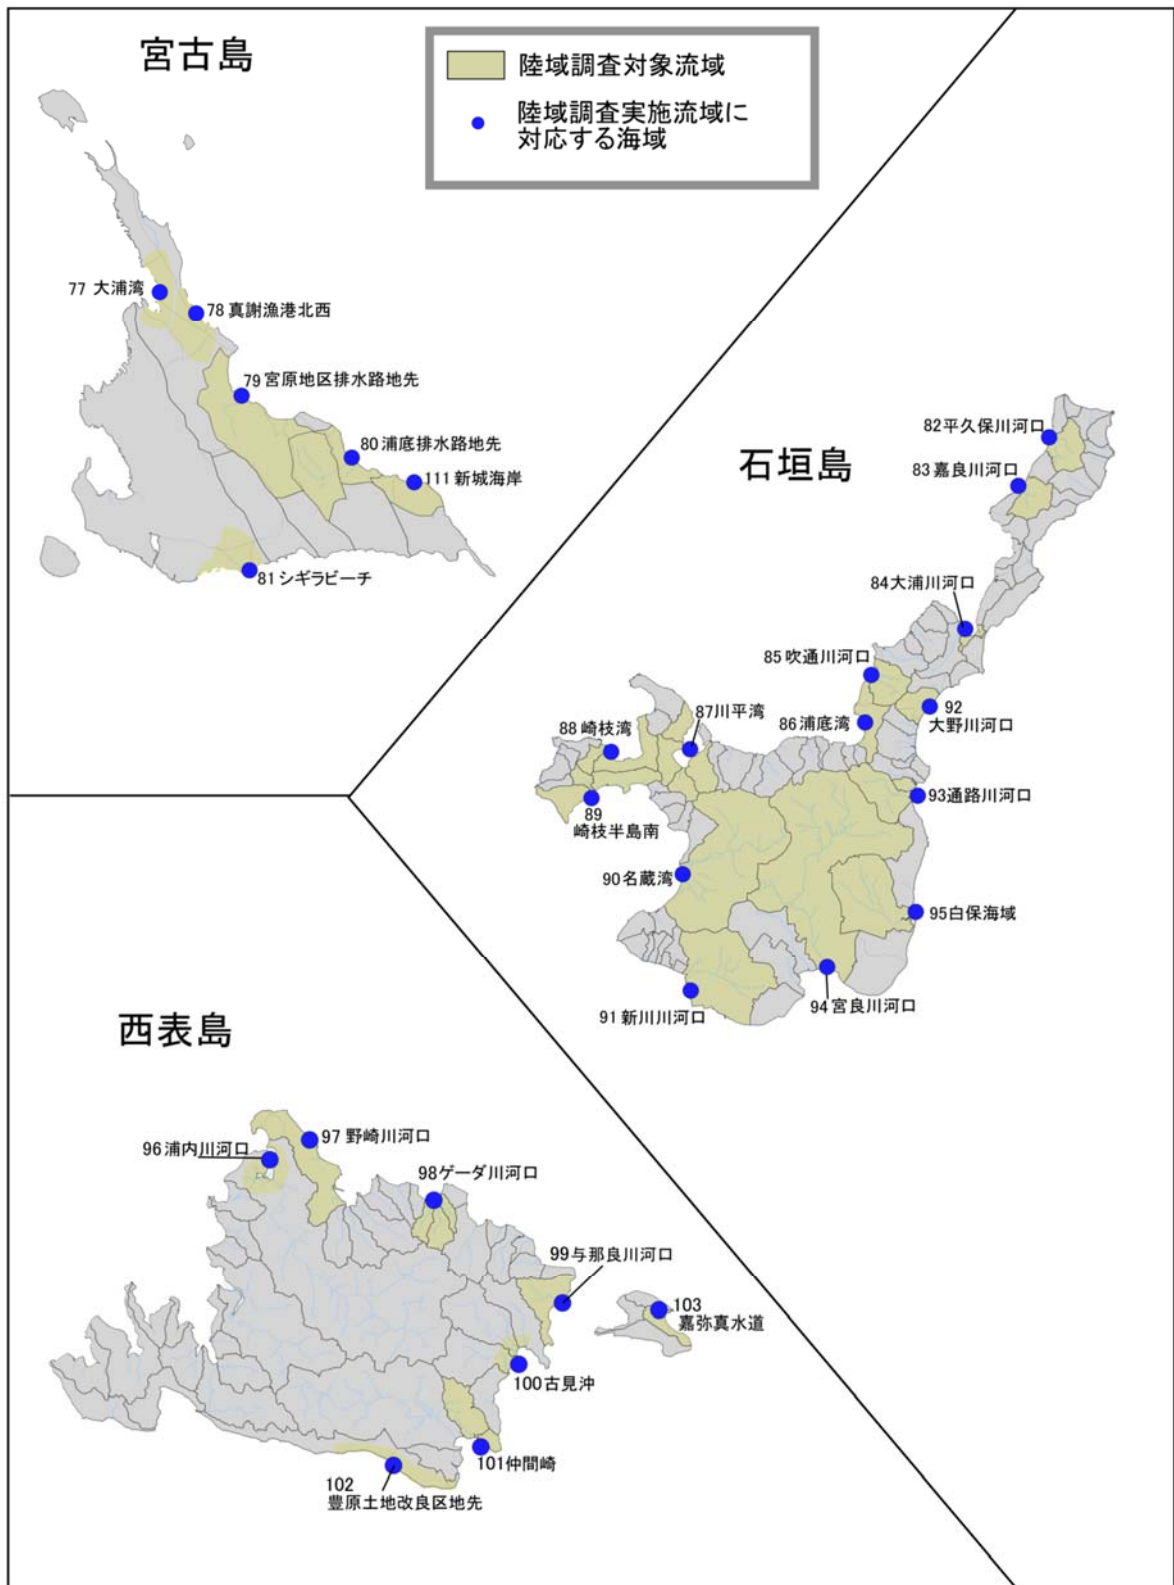 宮古島
陸域調査対象流域
陸域調査実施流域に
対応する海域
77 大浦湾
78 真謝漁港北西
79 宮原地区排水路地先
80 浦底排水路地先
111 新城海岸
81 シギラビーチ
石垣島
82 平久保川河口
83 嘉良川河口
84 大浦川河口
85 吹通川河口
86 浦底湾
87 川平湾
88 崎枝湾
89
崎枝半島南
90 名蔵湾
91 新川川河口
92
大野川河口
93 通路川河口
94 宮良川河口
95 白保海域
西表島
96 浦内川河口
97 野崎川河口
98 ゲーダ川河口
99 与那良川河口
100 古見沖
101 仲間崎
102
豊原土地改良区地先
103
嘉弥真水道